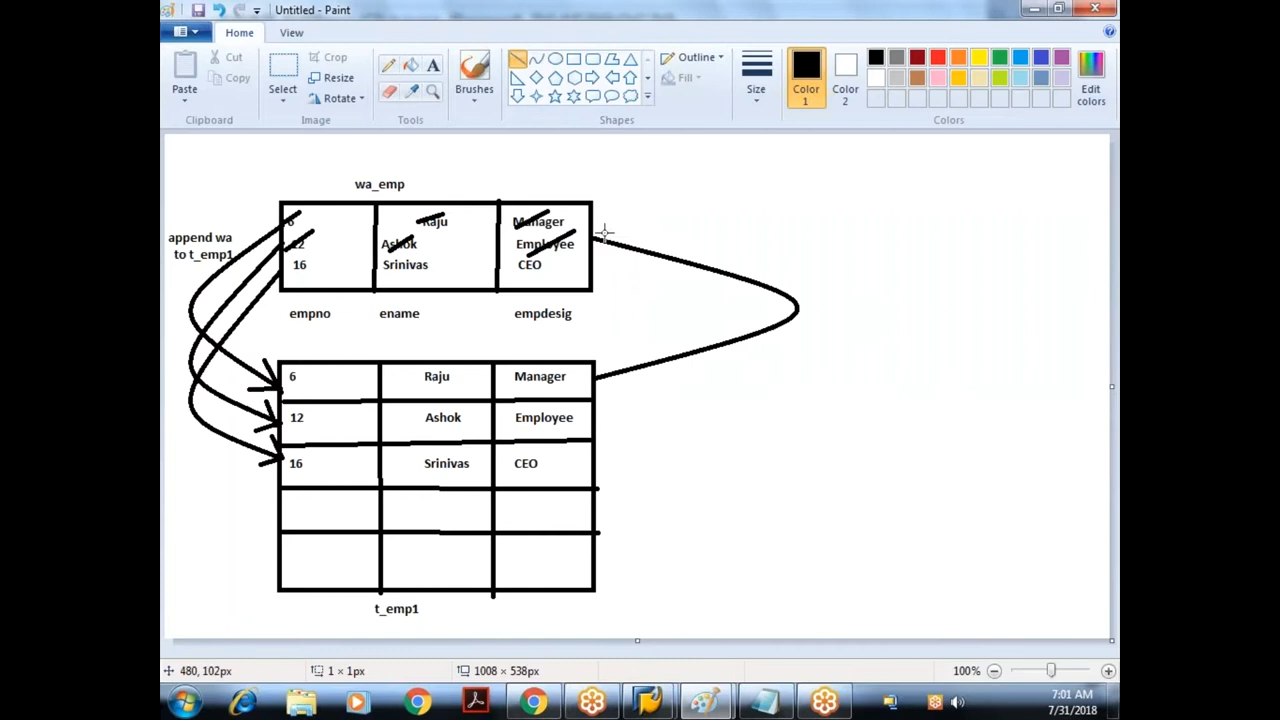 Untitled - Paint
Home View
Cut
Copy
Paste
Clipboard
Select
Crop
Resize
Rotate
Image
A
Tools
Brushes
Outline
Fill
Shapes
Size
Color 1
Color 2
Edit colors
Colors
wa_emp
append wa
to t_emp1
6 Raju Manager
12 Ashok Employee
16 Srinivas CEO
empno ename empdesig
6 Raju Manager
12 Ashok Employee
16 Srinivas CEO
t_emp1
480, 102px 1 × 1px 1008 × 538px 100%
7:01 AM
7/31/2018